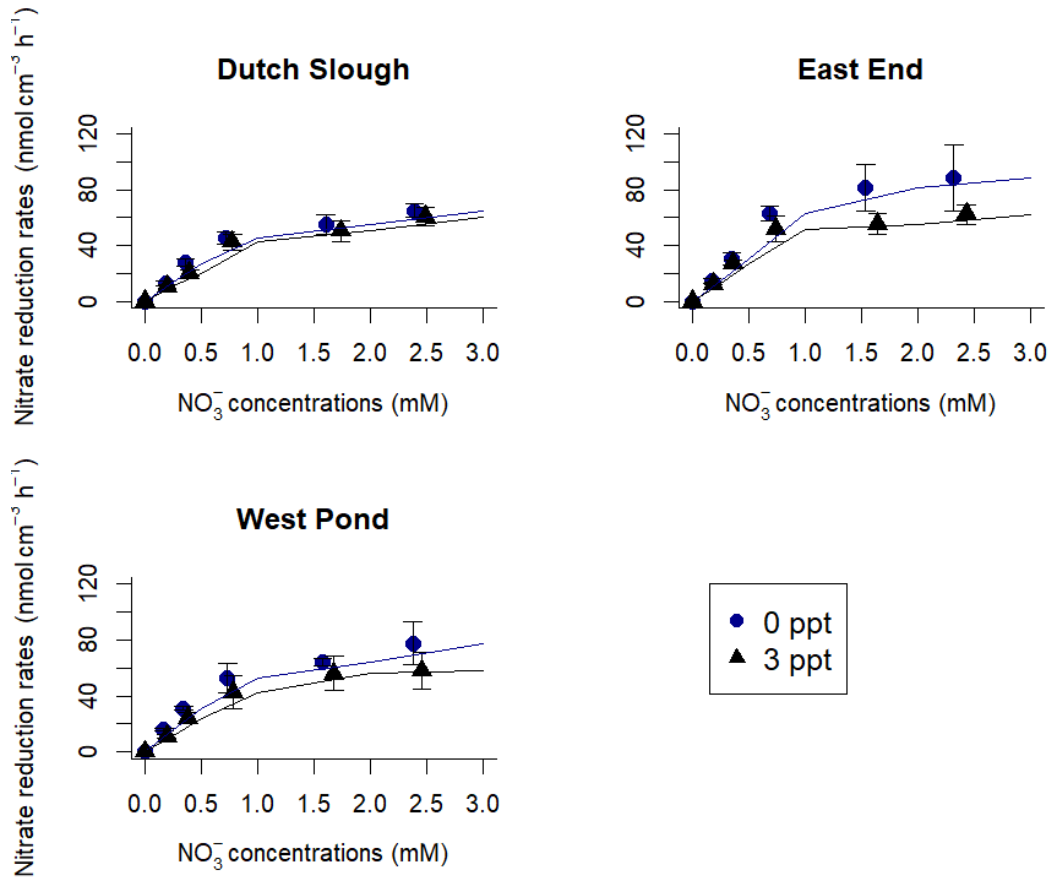 Dutch Slough
Nitrate reduction rates (nmol cm⁻³ h⁻¹)
120
80
40
0
0.0 0.5 1.0 1.5 2.0 2.5 3.0
NO₃⁻ concentrations (mM)
East End
120
80
40
0
0.0 0.5 1.0 1.5 2.0 2.5 3.0
NO₃⁻ concentrations (mM)
West Pond
Nitrate reduction rates (nmol cm⁻³ h⁻¹)
120
80
40
0
0.0 0.5 1.0 1.5 2.0 2.5 3.0
NO₃⁻ concentrations (mM)
0 ppt
3 ppt